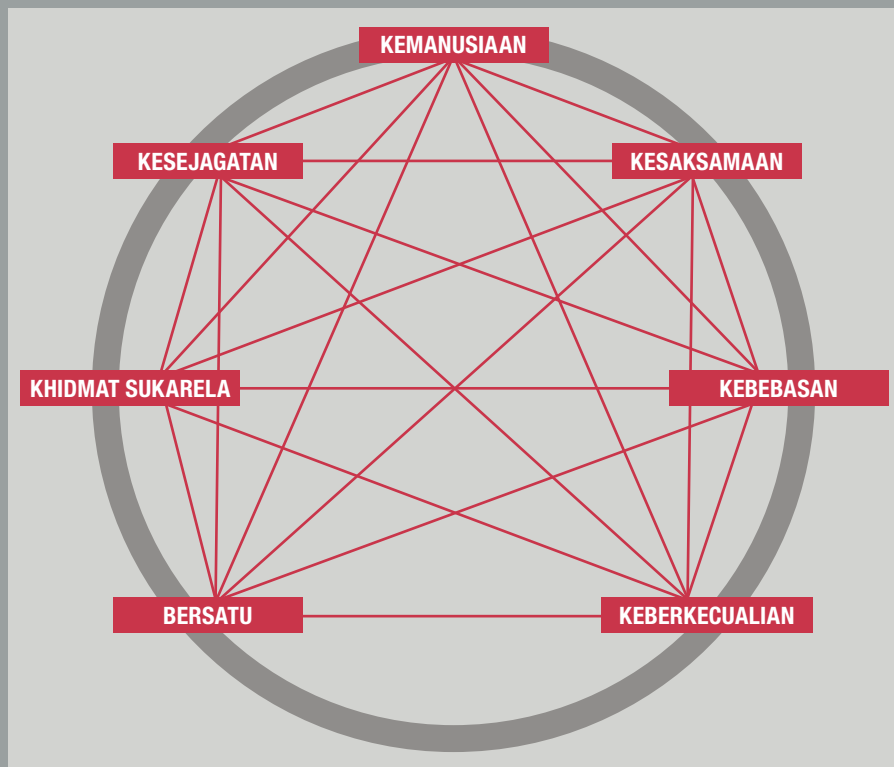 KEMANUSIAAN
KESEJAGATAN
KESAKSAMAAN
KHIDMAT SUKARELA
KEBEBASAN
BERSATU
KEBERKECUALIAN